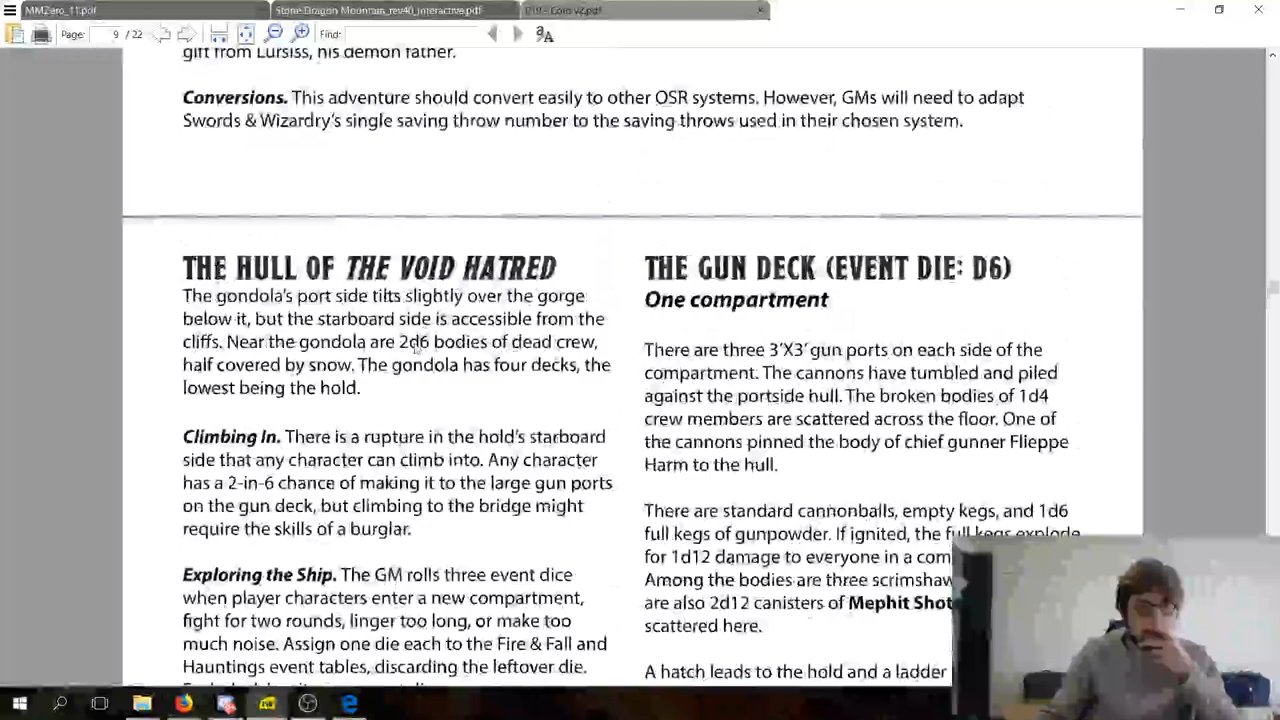 MMZero_11.pdf
Stone Dragon Mountain_rev40_interactive.pdf
Page: 9 / 22
Find:
gift from Lursiss, his demon father.
Conversions. This adventure should convert easily to other OSR systems. However, GMs will need to adapt
Swords & Wizardry's single saving throw number to the saving throws used in their chosen system.
THE HULL OF THE VOID HATRED
The gondola's port side tilts slightly over the gorge
below it, but the starboard side is accessible from the
cliffs. Near the gondola are 2d6 bodies of dead crew,
half covered by snow. The gondola has four decks, the
lowest being the hold.
Climbing In. There is a rupture in the hold's starboard
side that any character can climb into. Any character
has a 2-in-6 chance of making it to the large gun ports
on the gun deck, but climbing to the bridge might
require the skills of a burglar.
Exploring the Ship. The GM rolls three event dice
when player characters enter a new compartment,
fight for two rounds, linger too long, or make too
much noise. Assign one die each to the Fire & Fall and
Hauntings event tables, discarding the leftover die.
THE GUN DECK (EVENT DIE: D6)
One compartment
There are three 3'X3' gun ports on each side of the
compartment. The cannons have tumbled and piled
against the portside hull. The broken bodies of 1d4
crew members are scattered across the floor. One of
the cannons pinned the body of chief gunner Flieppe
Harm to the hull.
There are standard cannonballs, empty kegs, and 1d6
full kegs of gunpowder. If ignited, the full kegs explode
for 1d12 damage to everyone in a com
Among the bodies are three scrimshaw
are also 2d12 canisters of Mephit Shot
scattered here.
A hatch leads to the hold and a ladder